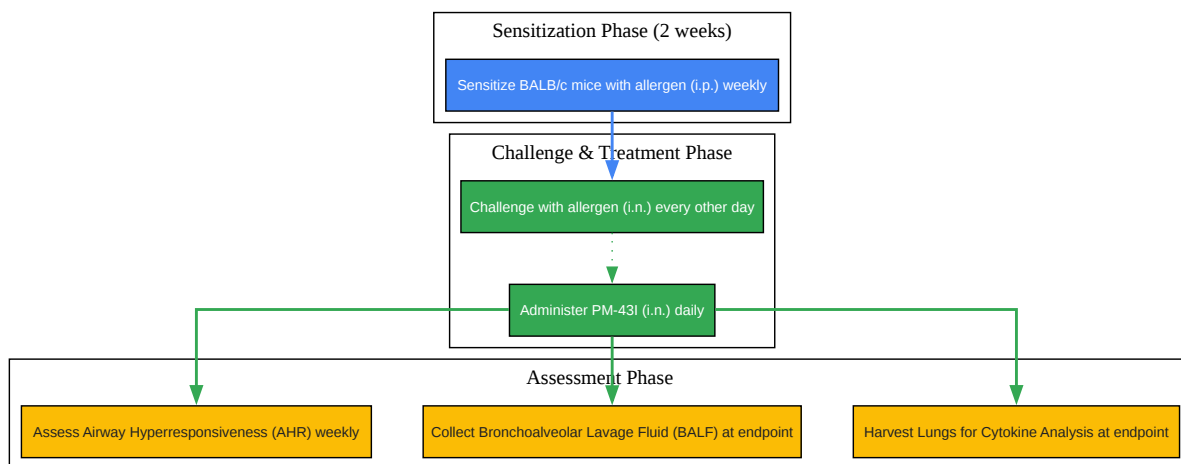 Sensitization Phase (2 weeks)
Sensitize BALB/c mice with allergen (i.p.) weekly
Challenge & Treatment Phase
Challenge with allergen (i.n.) every other day
Administer PM-43I (i.n.) daily
Assessment Phase
Assess Airway Hyperresponsiveness (AHR) weekly
Collect Bronchoalveolar Lavage Fluid (BALF) at endpoint
Harvest Lungs for Cytokine Analysis at endpoint